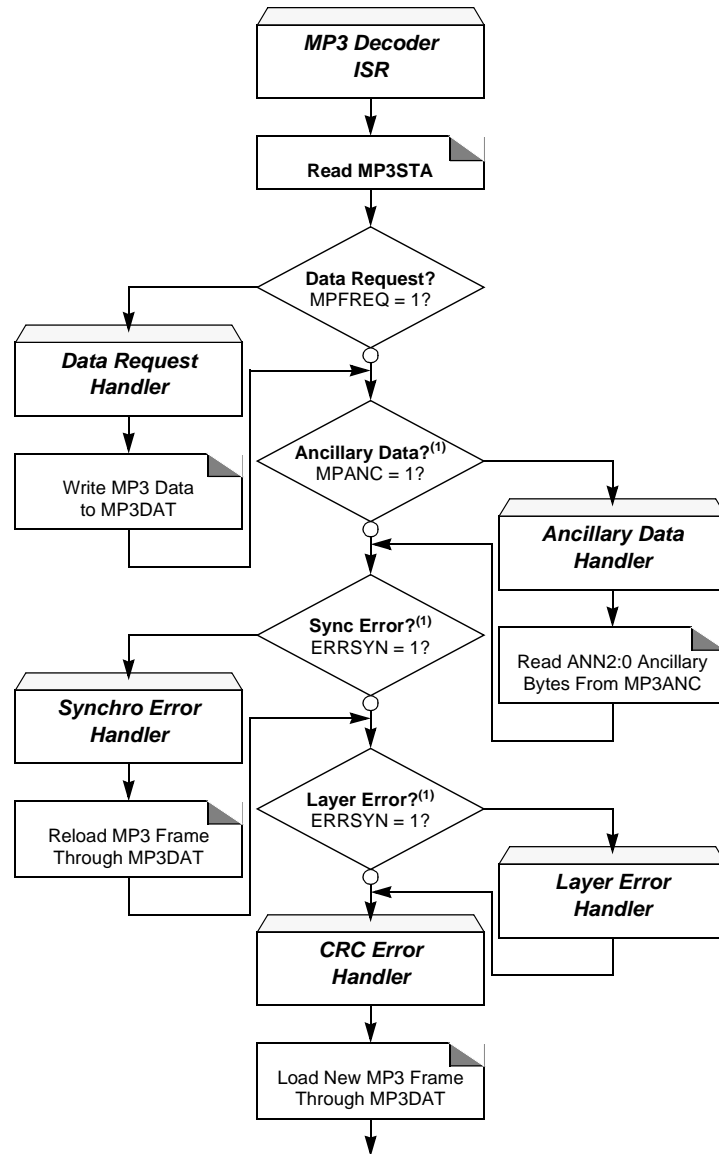 MP3 Decoder
ISR
Read MP3STA
Data Request?
MPFREQ = 1?
Data Request
Handler
Write MP3 Data
to MP3DAT
Ancillary Data?(1)
MPANC = 1?
Ancillary Data
Handler
Read ANN2:0 Ancillary
Bytes From MP3ANC
Sync Error?(1)
ERRSYN = 1?
Synchro Error
Handler
Reload MP3 Frame
Through MP3DAT
Layer Error?(1)
ERRSYN = 1?
Layer Error
Handler
CRC Error
Handler
Load New MP3 Frame
Through MP3DAT